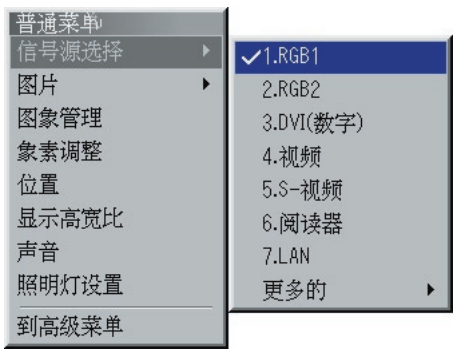 普通菜单
信号源选择
图片
图象管理
象素调整
位置
显示高宽比
声音
照明灯设置
到高级菜单
1.RGB1
2.RGB2
3.DVI(数字)
4.视频
5.S-视频
6.阅读器
7.LAN
更多的